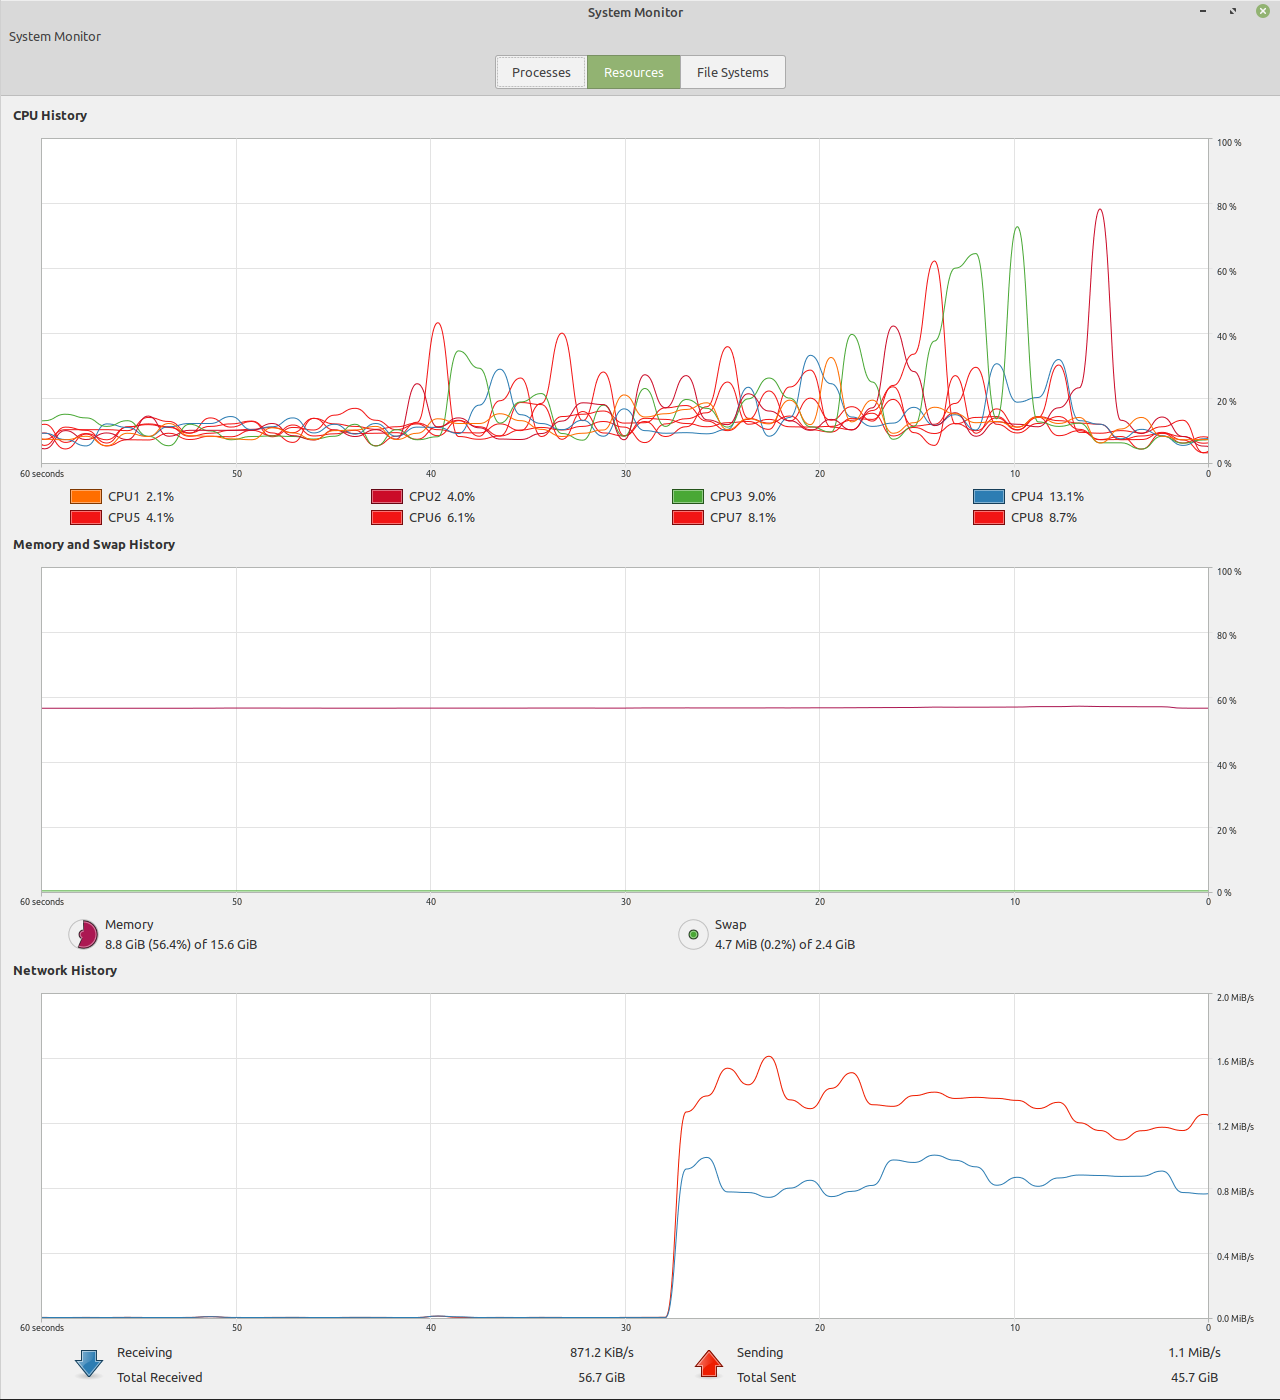 System Monitor
System Monitor
Processes Resources File Systems
CPU History
100 %
80 %
60 %
40 %
20 %
0 %
60 seconds 50 40 30 20 10 0
CPU1 2.1% CPU2 4.0% CPU3 9.0% CPU4 13.1%
CPU5 4.1% CPU6 6.1% CPU7 8.1% CPU8 8.7%
Memory and Swap History
100 %
80 %
60 %
40 %
20 %
0 %
60 seconds 50 40 30 20 10 0
Memory Swap
8.8 GiB (56.4%) of 15.6 GiB 4.7 MiB (0.2%) of 2.4 GiB
Network History
2.0 MiB/s
1.6 MiB/s
1.2 MiB/s
0.8 MiB/s
0.4 MiB/s
0.0 MiB/s
60 seconds 50 40 30 20 10 0
Receiving 871.2 KiB/s Sending 1.1 MiB/s
Total Received 56.7 GiB Total Sent 45.7 GiB